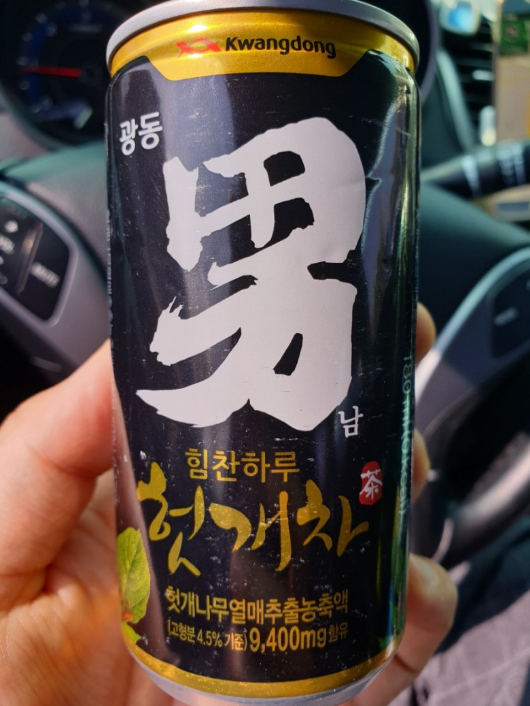 Kwangdong
광동
男
남
힘찬하루
헛개차
茶
헛개나무열매추출농축액
(고형분 4.5% 기준) 9,400mg 함유